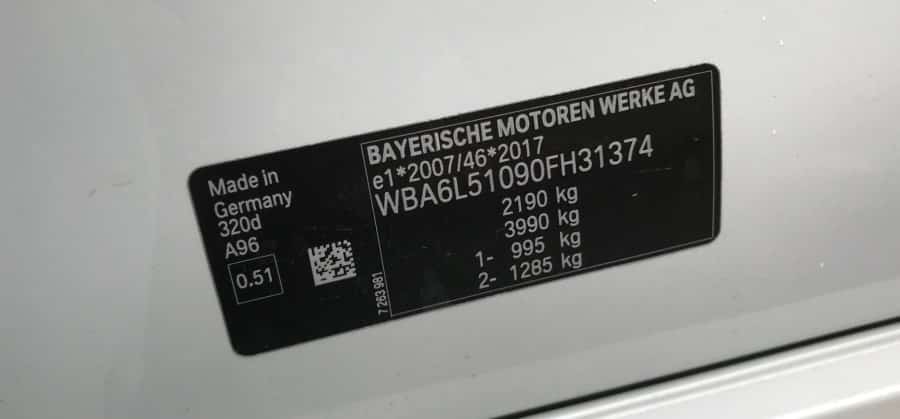 Made in
Germany
320d
A96
0.51
7 263 981
BAYERISCHE MOTOREN WERKE AG
e1*2007/46*2017
WBA6L51090FH31374
2190 kg
3990 kg
1- 995 kg
2- 1285 kg